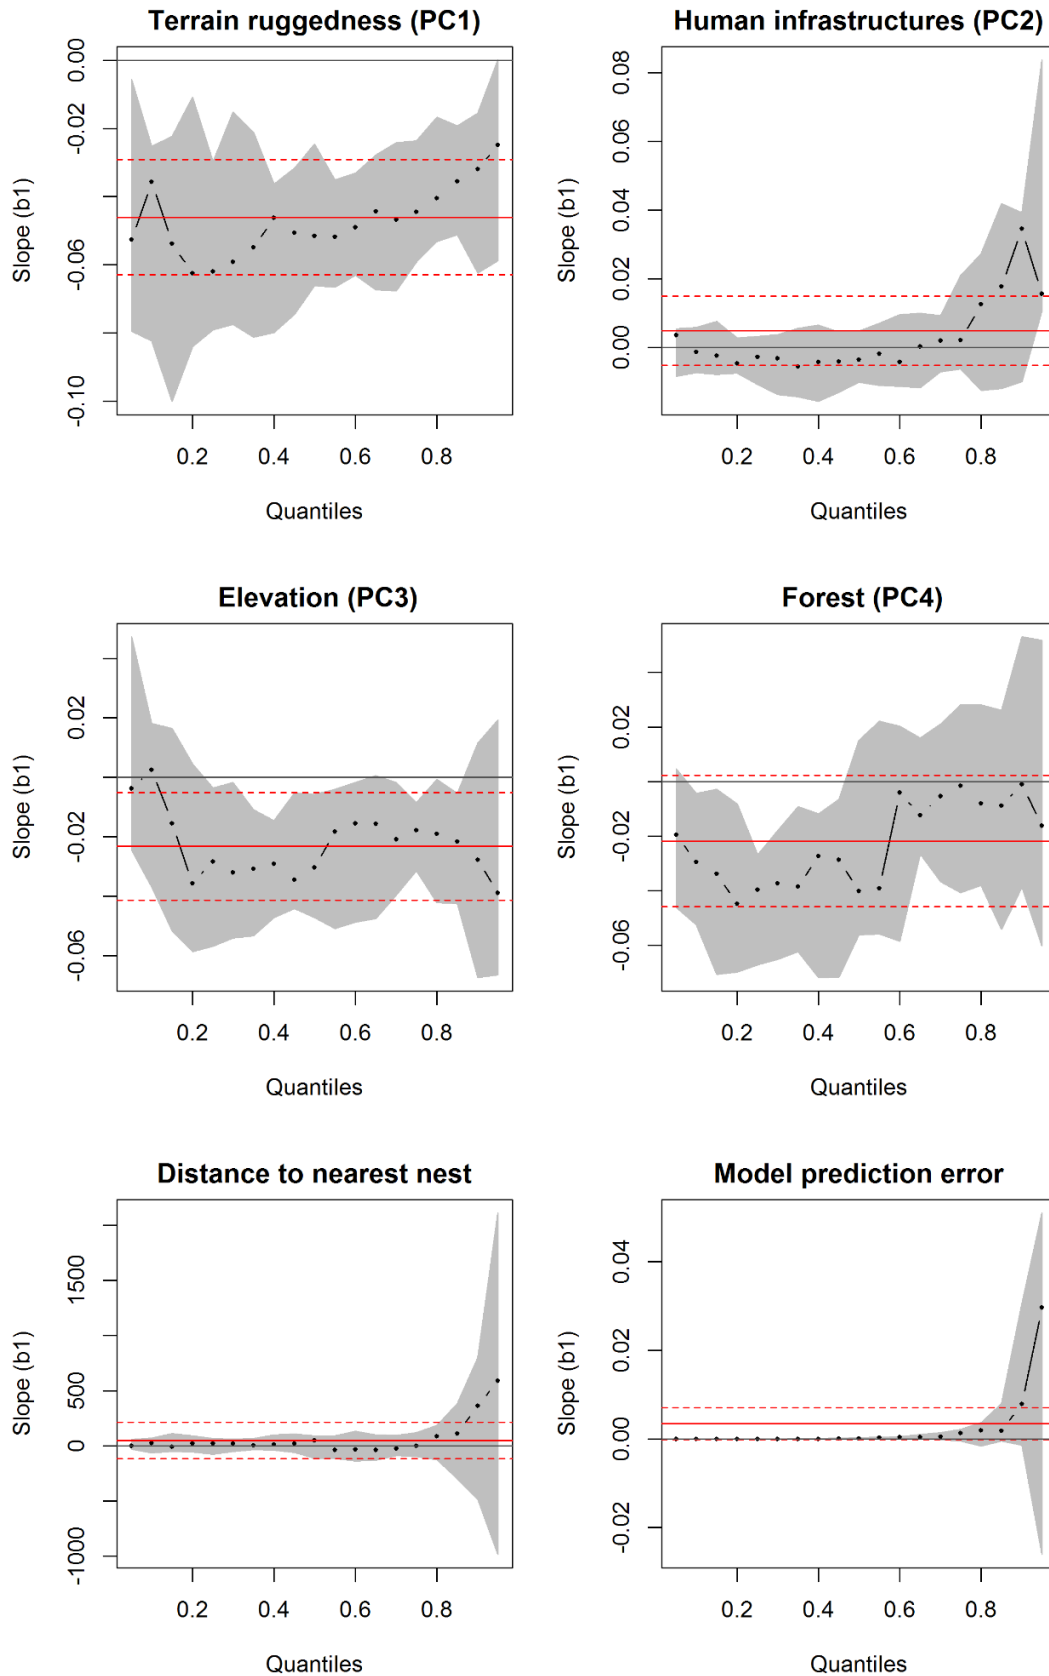 Terrain ruggedness (PC1)
Slope (b1)
0.00
-0.02
-0.06
-0.10
0.2 0.4 0.6 0.8
Quantiles
Human infrastructures (PC2)
Slope (b1)
0.08
0.06
0.04
0.02
0.00
0.2 0.4 0.6 0.8
Quantiles
Elevation (PC3)
Slope (b1)
0.02
-0.02
-0.06
0.2 0.4 0.6 0.8
Quantiles
Forest (PC4)
Slope (b1)
0.02
-0.02
-0.06
0.2 0.4 0.6 0.8
Quantiles
Distance to nearest nest
Slope (b1)
1500
500
0
-1000
0.2 0.4 0.6 0.8
Quantiles
Model prediction error
Slope (b1)
0.04
0.02
0.00
-0.02
0.2 0.4 0.6 0.8
Quantiles